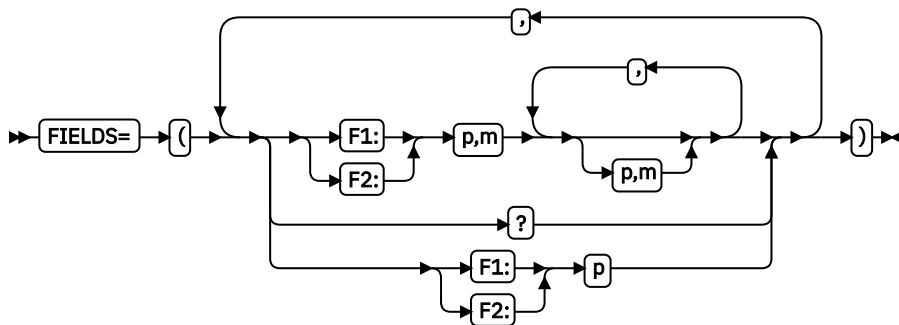 ,
,
FIELDS= ( F1: p,m )
F2: p,m
?
F1: p
F2: